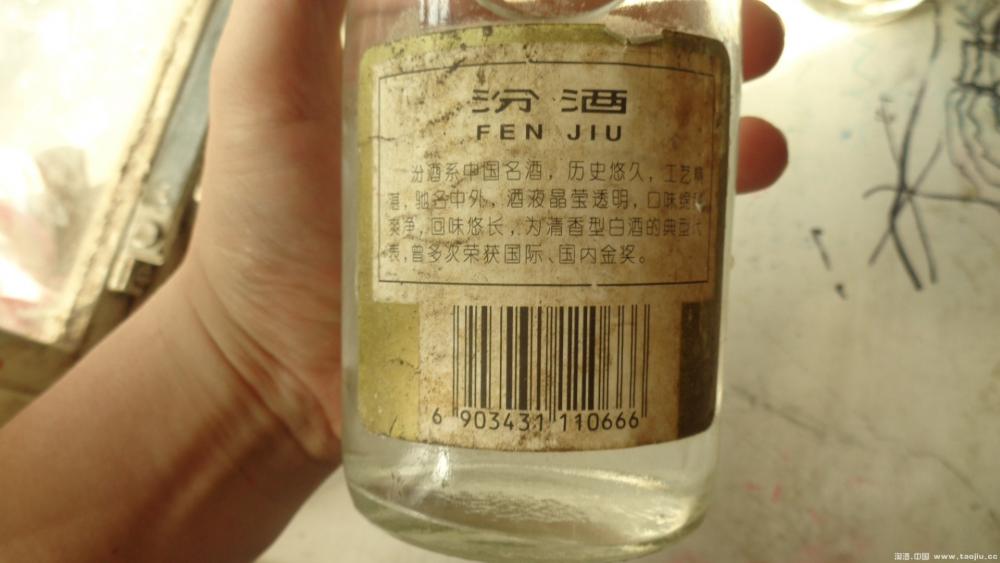 汾酒
FEN JIU
汾酒系中国名酒，历史悠久，工艺精
湛，驰名中外，酒液晶莹透明，口味绵
爽净，回味悠长，为清香型白酒的典型代
表，曾多次荣获国际、国内金奖。
6 903431 110666
淘酒.中国 www.taojiu.cc